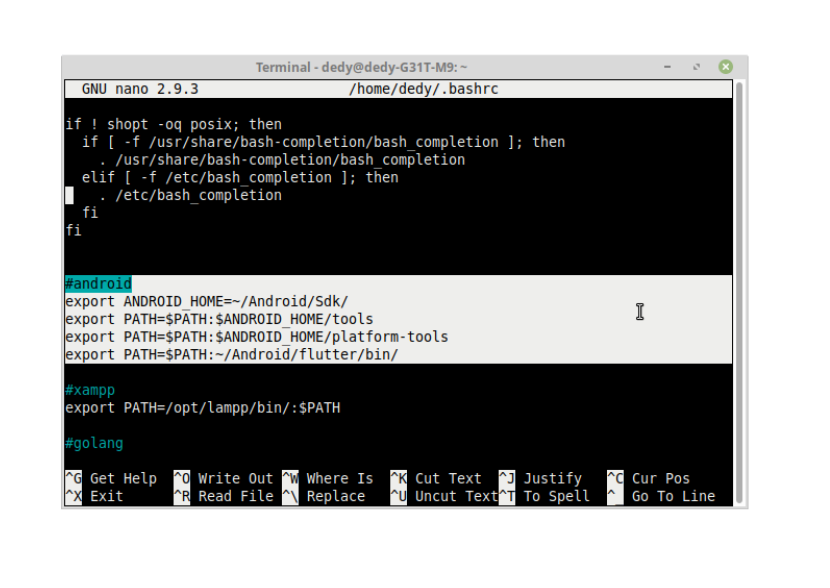 Terminal - dedy@dedy-G31T-M9: ~
GNU nano 2.9.3 /home/dedy/.bashrc
if ! shopt -oq posix; then
  if [ -f /usr/share/bash-completion/bash_completion ]; then
    . /usr/share/bash-completion/bash_completion
  elif [ -f /etc/bash_completion ]; then
    . /etc/bash_completion
  fi
fi
#android
export ANDROID_HOME=~/Android/Sdk/
export PATH=$PATH:$ANDROID_HOME/tools
export PATH=$PATH:$ANDROID_HOME/platform-tools
export PATH=$PATH:~/Android/flutter/bin/
#xampp
export PATH=/opt/lampp/bin/:$PATH
#golang
^G Get Help ^O Write Out ^W Where Is ^K Cut Text ^J Justify ^C Cur Pos
^X Exit ^R Read File ^\ Replace ^U Uncut Text ^T To Spell ^_ Go To Line